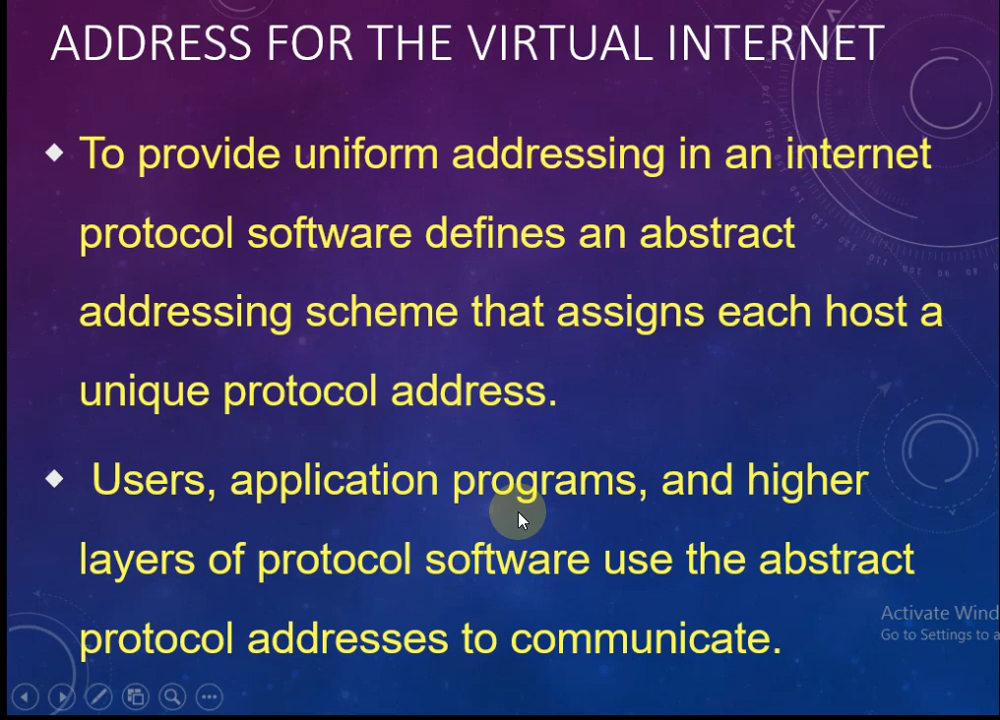 ADDRESS FOR THE VIRTUAL INTERNET
To provide uniform addressing in an internet
protocol software defines an abstract
addressing scheme that assigns each host a
unique protocol address.
Users, application programs, and higher
layers of protocol software use the abstract
protocol addresses to communicate.
Activate Wind
Go to Settings to a